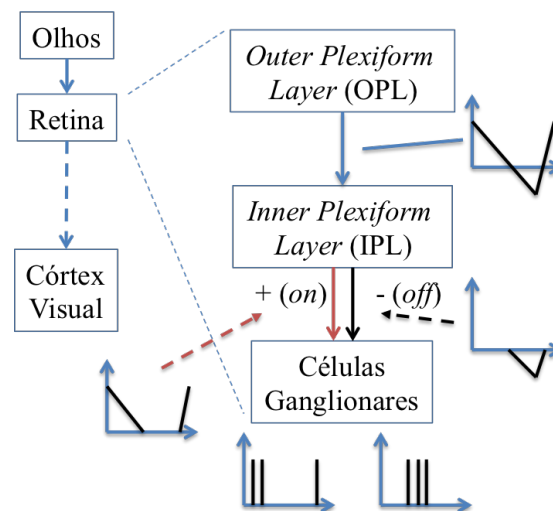 Olhos
Retina
Córtex
Visual
Outer Plexiform
Layer (OPL)
Inner Plexiform
Layer (IPL)
+ (on)
- (off)
Células
Ganglionares